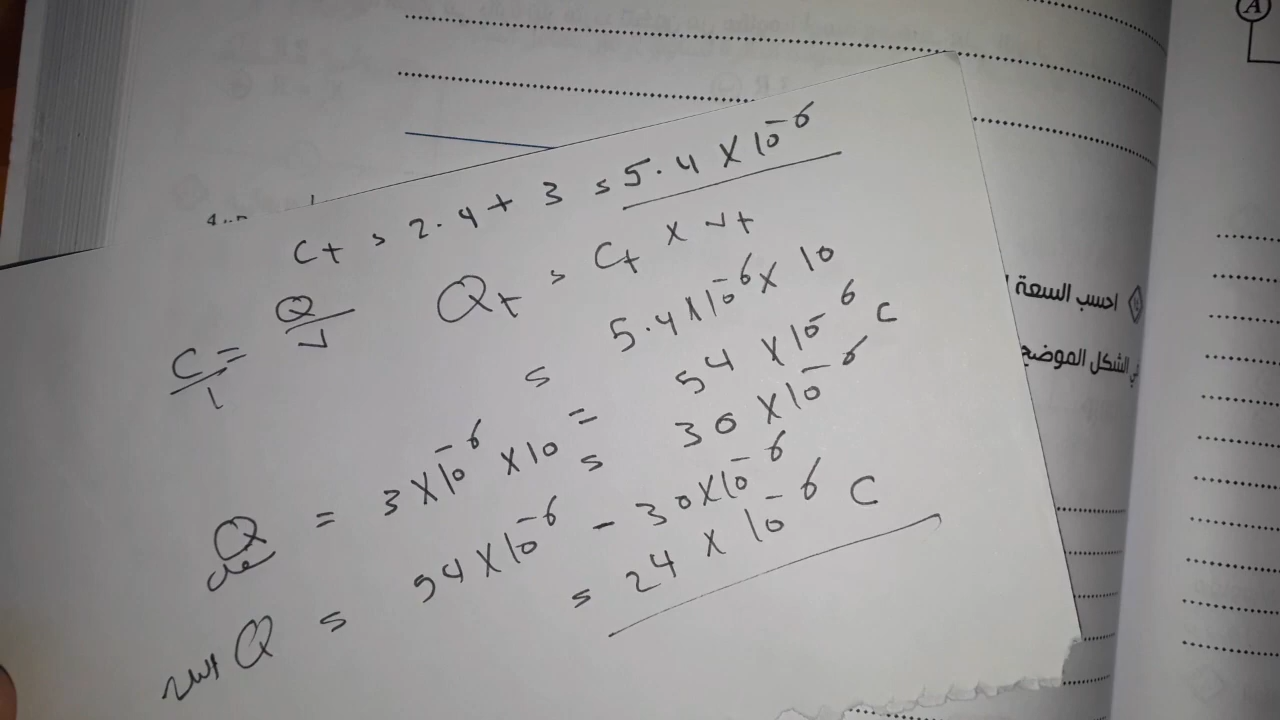 Ct = 2.4 + 3 = 5.4 × 10⁻⁶
C/1 = Q/V
Qt = Ct × Vt
= 5.4×10⁻⁶ × 10
= 54 × 10⁻⁶ C
Q = 3×10⁻⁶ × 10 = 30 × 10⁻⁶
Q = 54×10⁻⁶ - 30×10⁻⁶
= 24 × 10⁻⁶ C
احسب السعة
الشكل الموضح
A